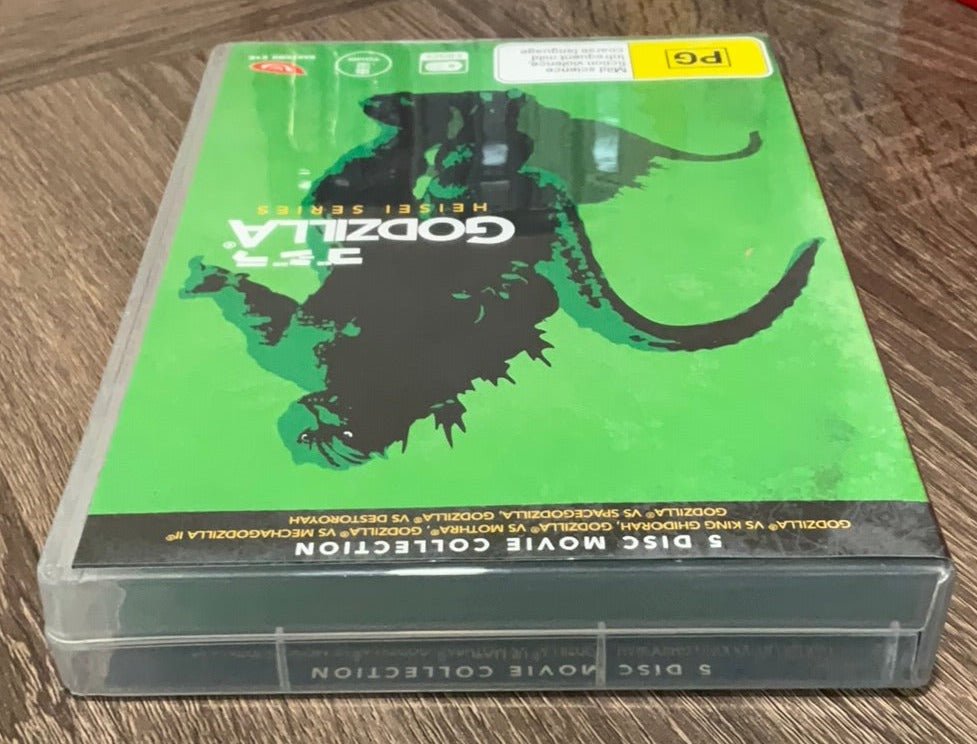 5 DISC MOVIE COLLECTION
GODZILLA® VS KING GHIDORAH, GODZILLA® VS MOTHRA®, GODZILLA® VS MECHAGODZILLA II®
GODZILLA® VS SPACEGODZILLA, GODZILLA® VS DESTOROYAH
ゴジラ
GODZILLA®
HEISEI SERIES
PG
Mild science
fiction violence,
Infrequent mild
coarse language
MADMAN
5 DISC MOVIE COLLECTION